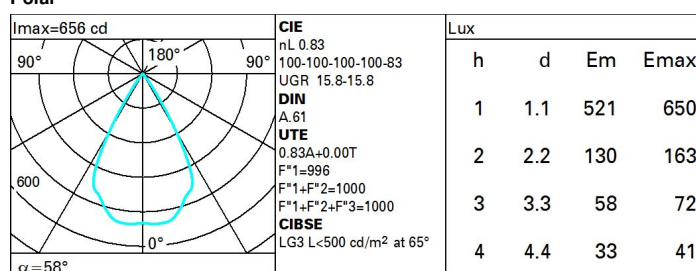 Polar
Imax=656 cd
90°
180°
90°
600
0°
α=58°
CIE
nL 0.83
100-100-100-100-83
UGR 15.8-15.8
DIN
A.61
UTE
0.83A+0.00T
F"1=996
F"1+F"2=1000
F"1+F"2+F"3=1000
CIBSE
LG3 L<500 cd/m² at 65°
Lux
h d Em Emax
1 1.1 521 650
2 2.2 130 163
3 3.3 58 72
4 4.4 33 41